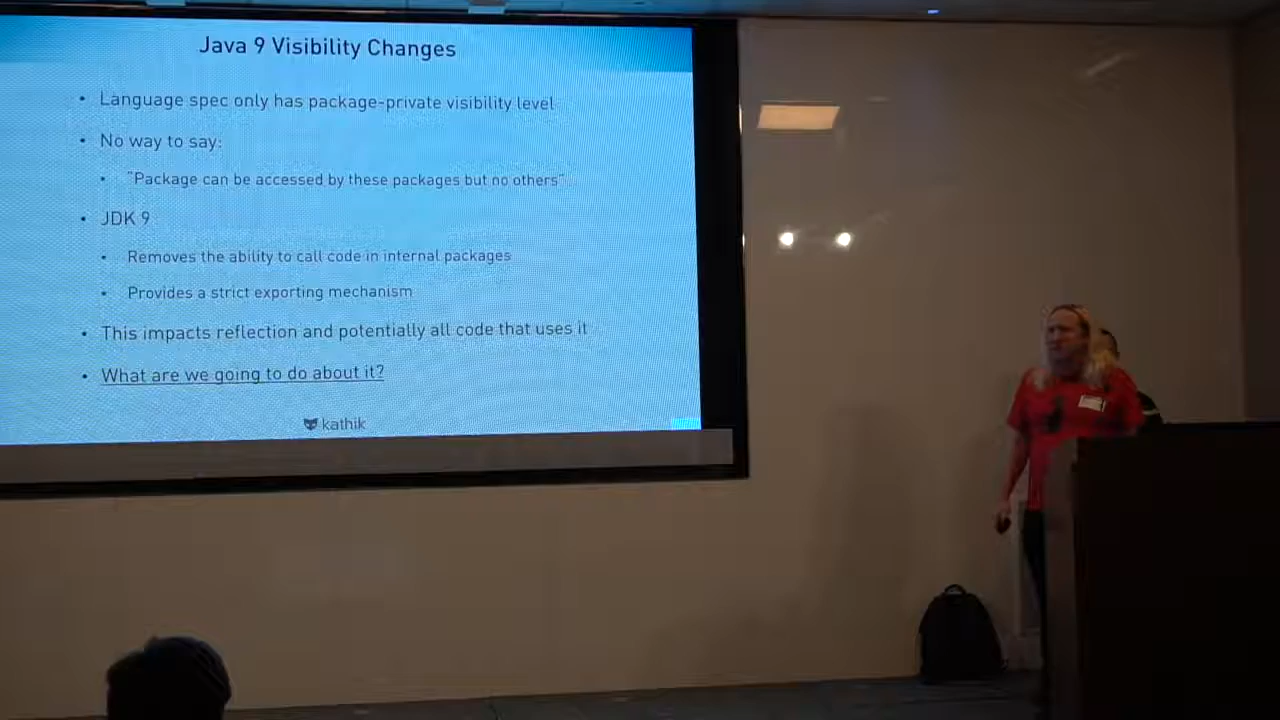 Java 9 Visibility Changes
• Language spec only has package-private visibility level
• No way to say:
• "Package can be accessed by these packages but no others"
• JDK 9
• Removes the ability to call code in internal packages
• Provides a strict exporting mechanism
• This impacts reflection and potentially all code that uses it
• What are we going to do about it?
kathik